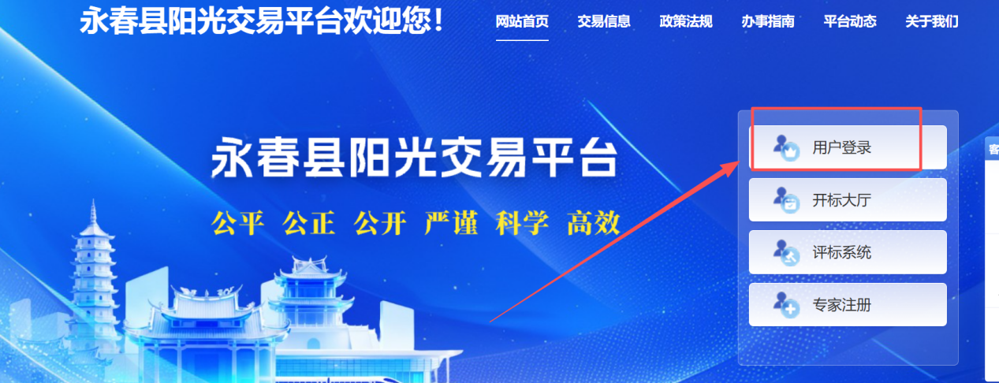 永春县阳光交易平台欢迎您！
网站首页 交易信息 政策法规 办事指南 平台动态 关于我们
永春县阳光交易平台
公平 公正 公开 严谨 科学 高效
用户登录
开标大厅
评标系统
专家注册
客